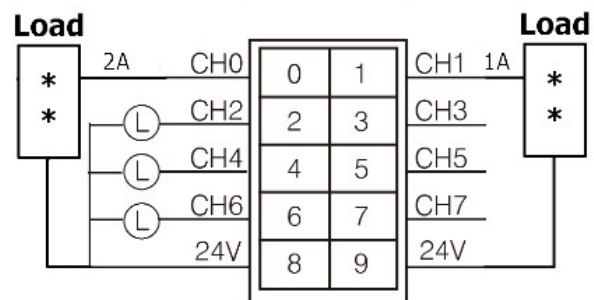 Load Load
* 2A CH0 0 1 CH1 1A *
* *
L CH2 2 3 CH3
L CH4 4 5 CH5
L CH6 6 7 CH7
24V 8 9 24V